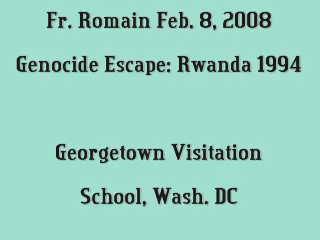 Fr. Romain Feb. 8, 2008
Genocide Escape: Rwanda 1994
Georgetown Visitation
School, Wash. DC